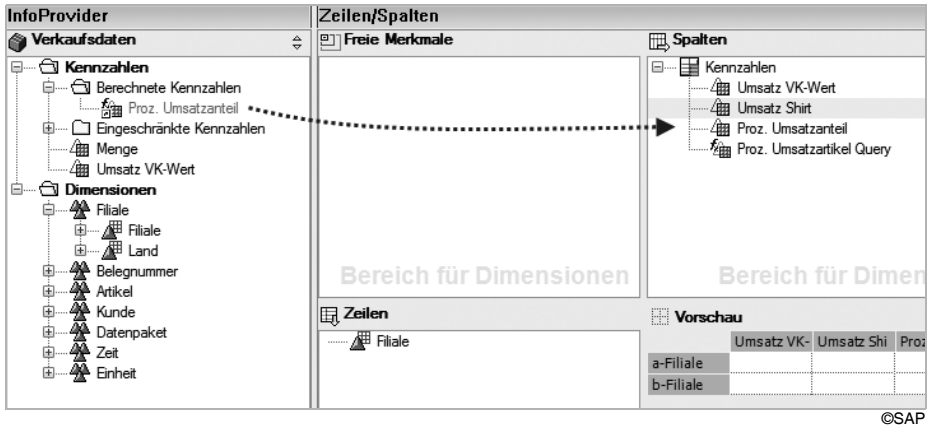 InfoProvider
Verkaufsdaten
Kennzahlen
Berechnete Kennzahlen
Proz. Umsatzanteil
Eingeschränkte Kennzahlen
Menge
Umsatz VK-Wert
Dimensionen
Filiale
Filiale
Land
Belegnummer
Artikel
Kunde
Datenpaket
Zeit
Einheit
Zeilen/Spalten
Freie Merkmale
Bereich für Dimensionen
Zeilen
Filiale
Spalten
Kennzahlen
Umsatz VK-Wert
Umsatz Shirt
Proz. Umsatzanteil
Proz. Umsatzartikel Query
Bereich für Dimen
Vorschau
Umsatz VK- Umsatz Shi Proz
a-Filiale
b-Filiale
©SAP